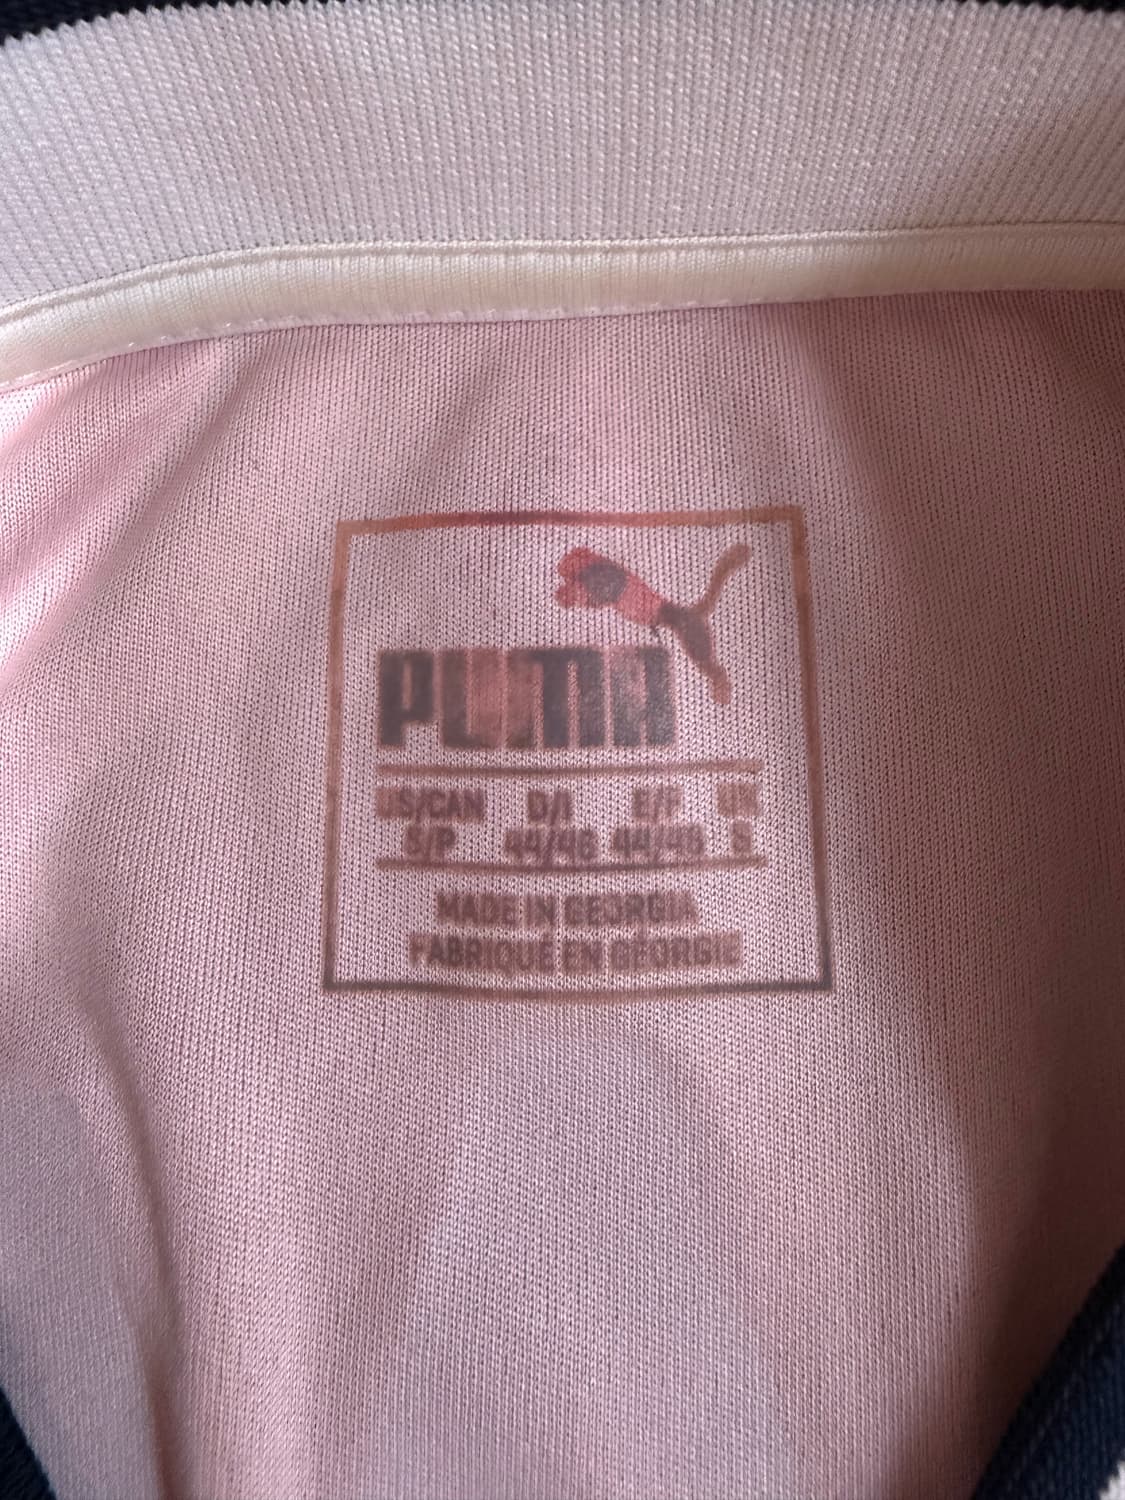 PUMA
US/CAN D/I E/F UK
S/P 44/46 44/46 S
MADE IN GEORGIA
FABRIQUÉ EN GÉORGIE